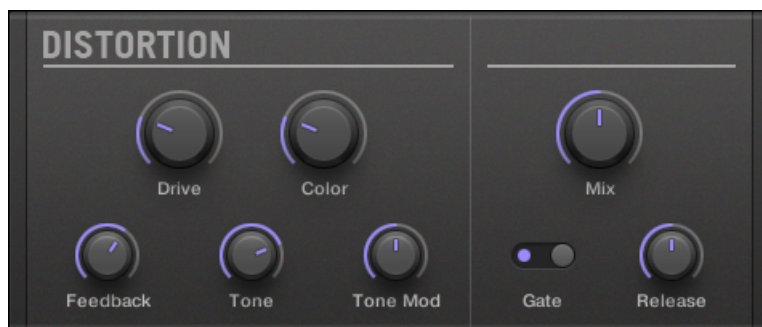 DISTORTION
Drive
Color
Mix
Feedback
Tone
Tone Mod
Gate
Release